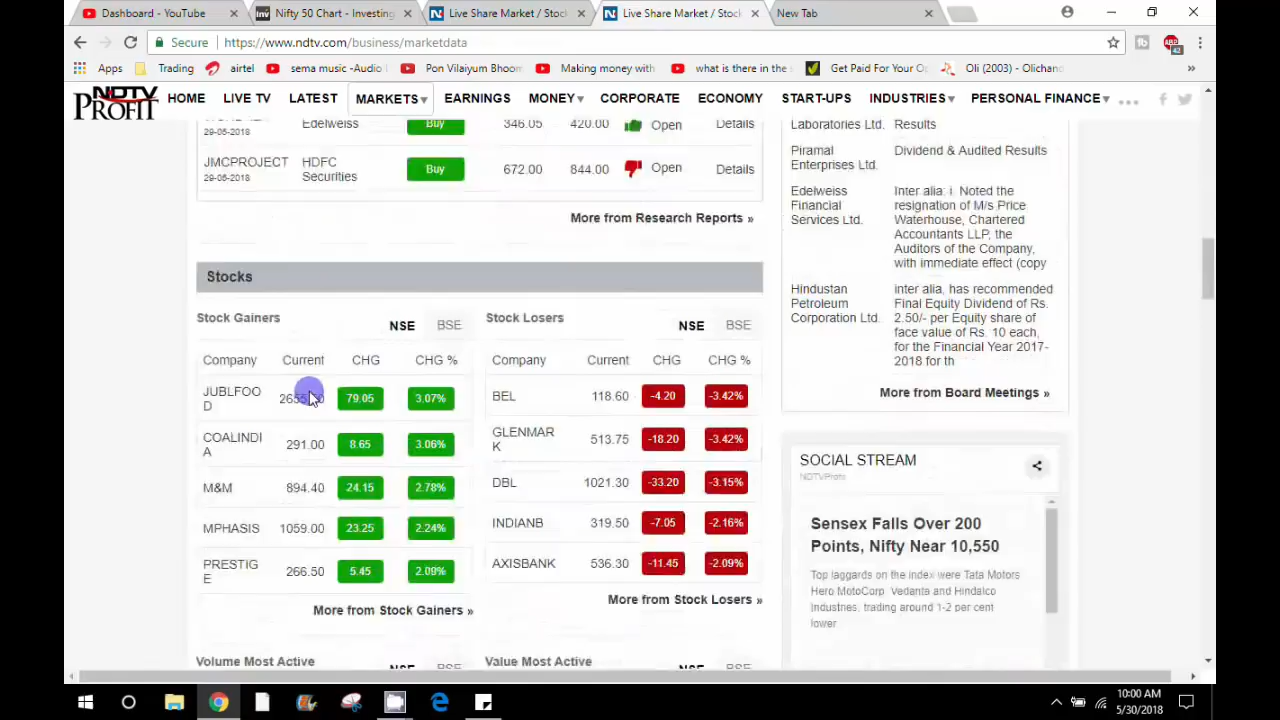 Dashboard - YouTube
Nifty 50 Chart - Investing
Live Share Market / Stock
Live Share Market / Stock
New Tab
Secure
https://www.ndtv.com/business/marketdata
42
Apps
Trading
airtel
sema music -Audio
Pon Vilaiyum Bhoom
Making money with
what is there in the
Get Paid For Your O
Oli (2003) - Olichand
»
NDTV
PROFIT
HOME
LIVE TV
LATEST
MARKETS
EARNINGS
MONEY
CORPORATE
ECONOMY
START-UPS
INDUSTRIES
PERSONAL FINANCE
29-05-2018
Edelweiss
Buy
346.05
420.00
Open
Details
JMCPROJECT
29-05-2018
HDFC
Securities
Buy
672.00
844.00
Open
Details
More from Research Reports »
Laboratories Ltd.
Results
Piramal
Enterprises Ltd.
Dividend & Audited Results
Edelweiss
Financial
Services Ltd.
Inter alia: i. Noted the
resignation of M/s Price
Waterhouse, Chartered
Accountants LLP, the
Auditors of the Company,
with immediate effect (copy
Hindustan
Petroleum
Corporation Ltd.
inter alia, has recommended
Final Equity Dividend of Rs.
2.50/- per Equity share of
face value of Rs. 10 each,
for the Financial Year 2017-
2018 for th
More from Board Meetings »
Stocks
Stock Gainers
NSE
BSE
Company
Current
CHG
CHG %
JUBLFOO
D
79.05
3.07%
COALINDI
A
291.00
8.65
3.06%
M&M
894.40
24.15
2.78%
MPHASIS
1059.00
23.25
2.24%
PRESTIG
E
266.50
5.45
2.09%
More from Stock Gainers »
Stock Losers
NSE
BSE
Company
Current
CHG
CHG %
BEL
118.60
-4.20
-3.42%
GLENMAR
K
513.75
-18.20
-3.42%
DBL
1021.30
-33.20
-3.15%
INDIANB
319.50
-7.05
-2.16%
AXISBANK
536.30
-11.45
-2.09%
More from Stock Losers »
SOCIAL STREAM
NDTVProfit
Sensex Falls Over 200
Points, Nifty Near 10,550
Top laggards on the index were Tata Motors
Hero MotoCorp Vedanta and Hindalco
Industries, trading around 1-2 per cent
lower
Volume Most Active
NSE
BSE
Value Most Active
NSE
BSE
10:00 AM
5/30/2018